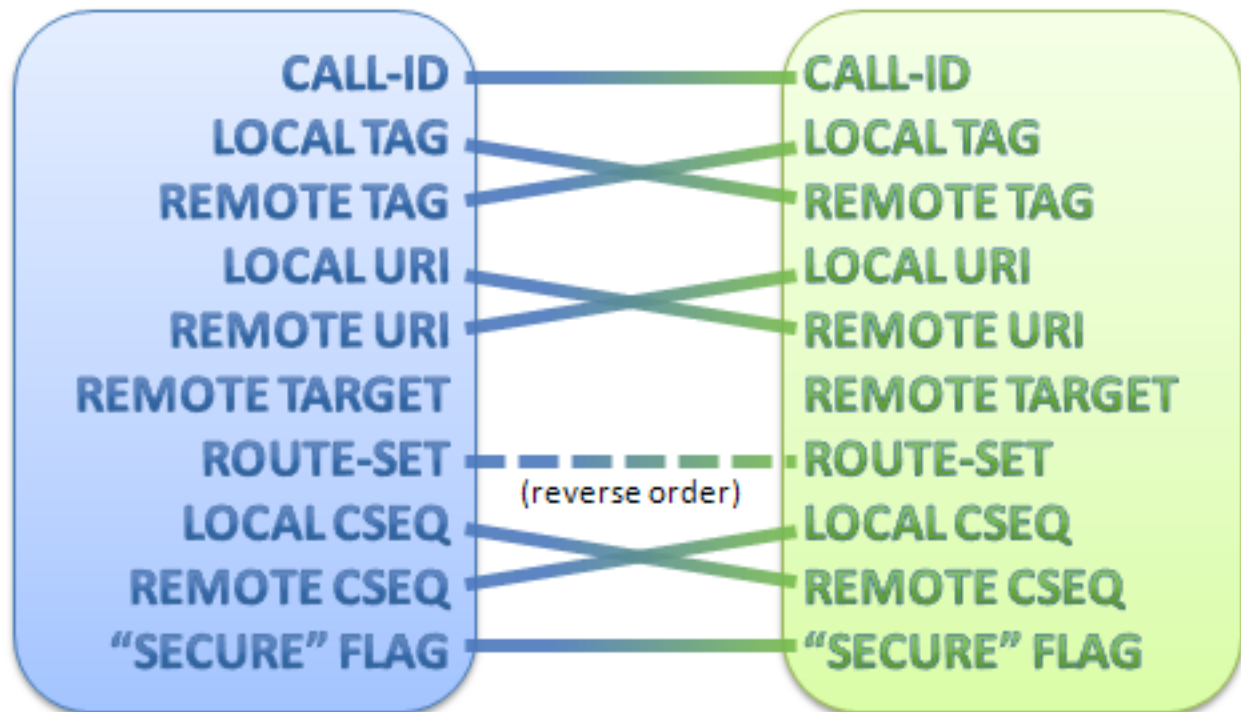 CALL-ID
LOCAL TAG
REMOTE TAG
LOCAL URI
REMOTE URI
REMOTE TARGET
ROUTE-SET
LOCAL CSEQ
REMOTE CSEQ
“SECURE” FLAG
(reverse order)
CALL-ID
LOCAL TAG
REMOTE TAG
LOCAL URI
REMOTE URI
REMOTE TARGET
ROUTE-SET
LOCAL CSEQ
REMOTE CSEQ
“SECURE” FLAG